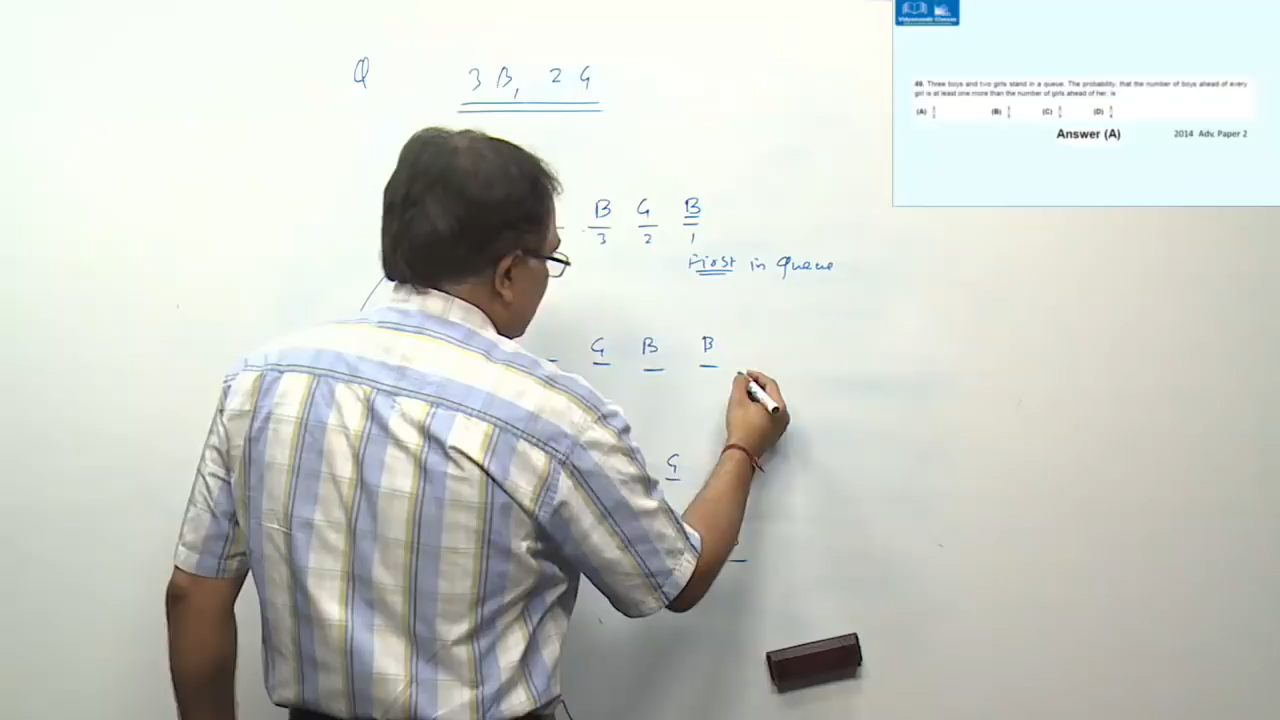 Q 3 B, 2 G
B G B
3 2 1
First in Queue
G B B
G
Vidyamandir Classes
49. Three boys and two girls stand in a queue. The probability, that the number of boys ahead of every
girl is at least one more than the number of girls ahead of her, is
(A) (B) (C) (D)
Answer (A) 2014 Adv. Paper 2